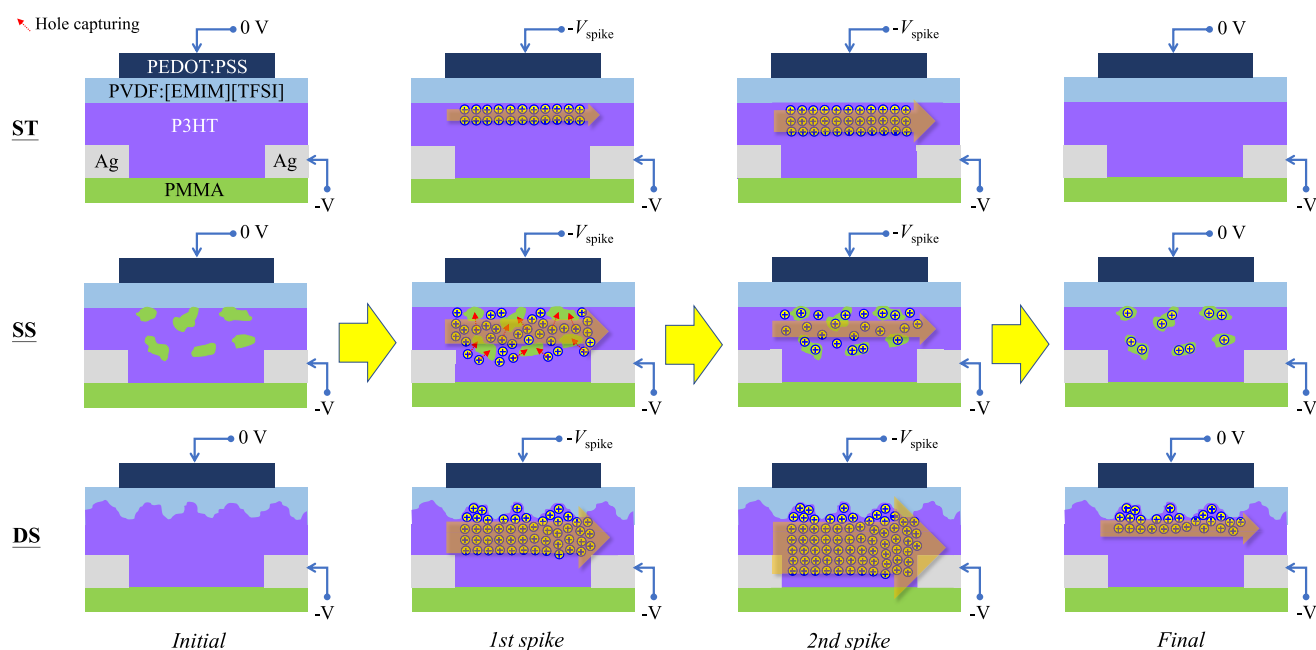 Hole capturing
0 V
-Vspike
-Vspike
0 V
PEDOT:PSS
PVDF:[EMIM][TFSI]
ST
P3HT
Ag
Ag
PMMA
-V
-V
-V
-V
0 V
-Vspike
-Vspike
0 V
SS
-V
-V
-V
-V
0 V
-Vspike
-Vspike
0 V
DS
-V
-V
-V
-V
Initial
1st spike
2nd spike
Final